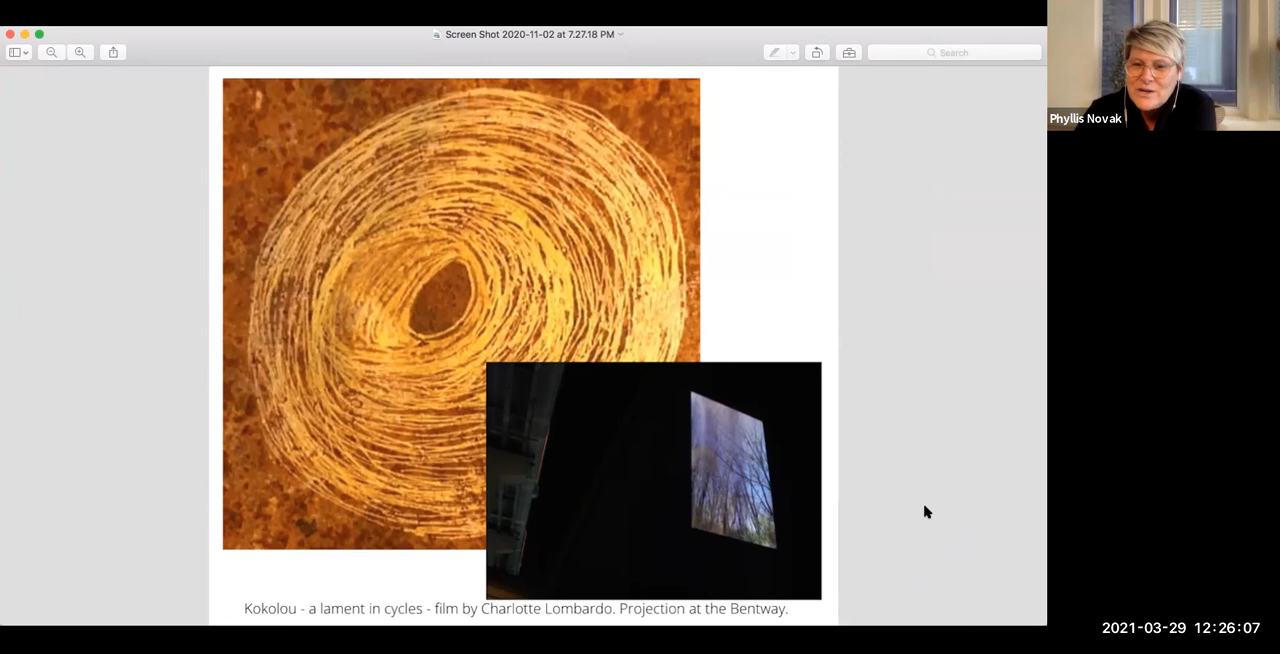 Screen Shot 2020-11-02 at 7.27.18 PM
Search
Phyllis Novak
Kokolou - a lament in cycles - film by Charlotte Lombardo. Projection at the Bentway.
2021-03-29 12:26:07